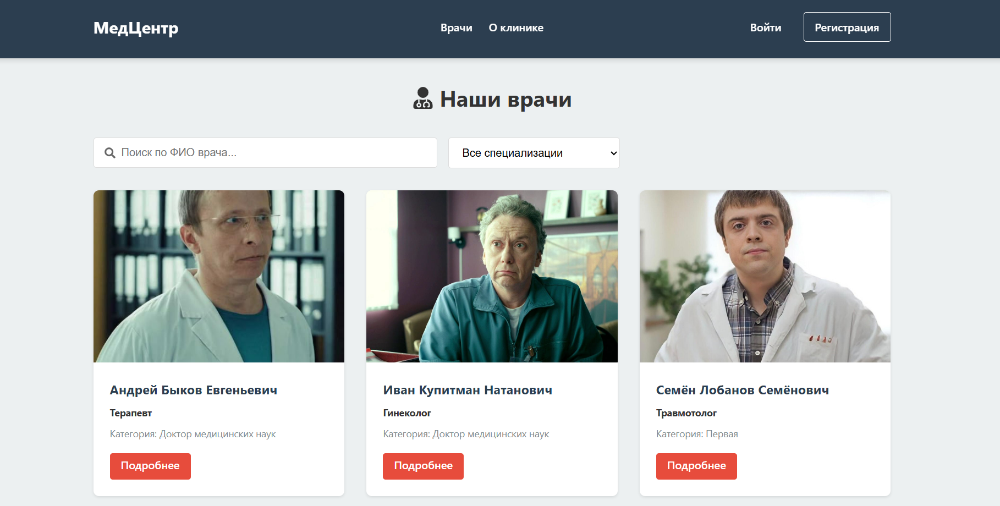 МедЦентр
Врачи О клинике
Войти Регистрация
Наши врачи
Поиск по ФИО врача...
Все специализации
Андрей Быков Евгеньевич
Терапевт
Категория: Доктор медицинских наук
Подробнее
Иван Купитман Натанович
Гинеколог
Категория: Доктор медицинских наук
Подробнее
Семён Лобанов Семёнович
Травмотолог
Категория: Первая
Подробнее